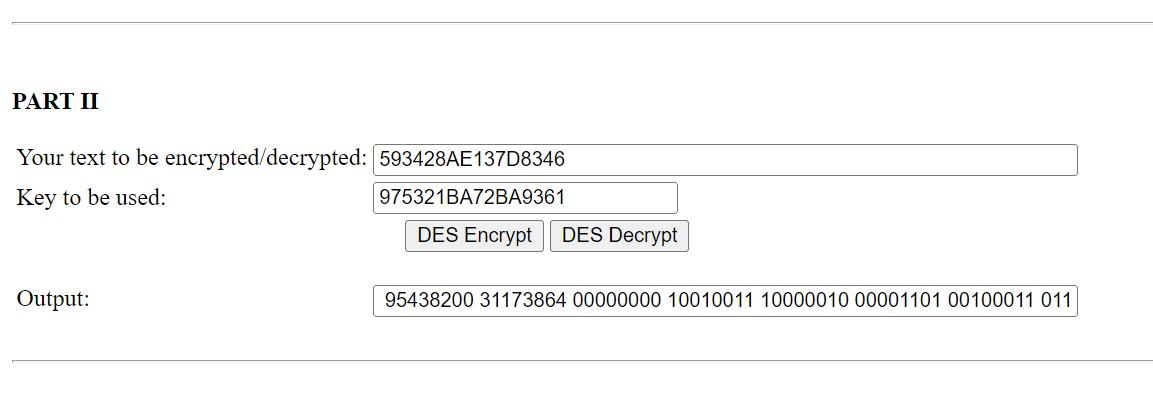 PART II
Your text to be encrypted/decrypted: 593428AE137D8346
Key to be used: 975321BA72BA9361
DES Encrypt DES Decrypt
Output: 95438200 31173864 00000000 10010011 10000010 00001101 00100011 011